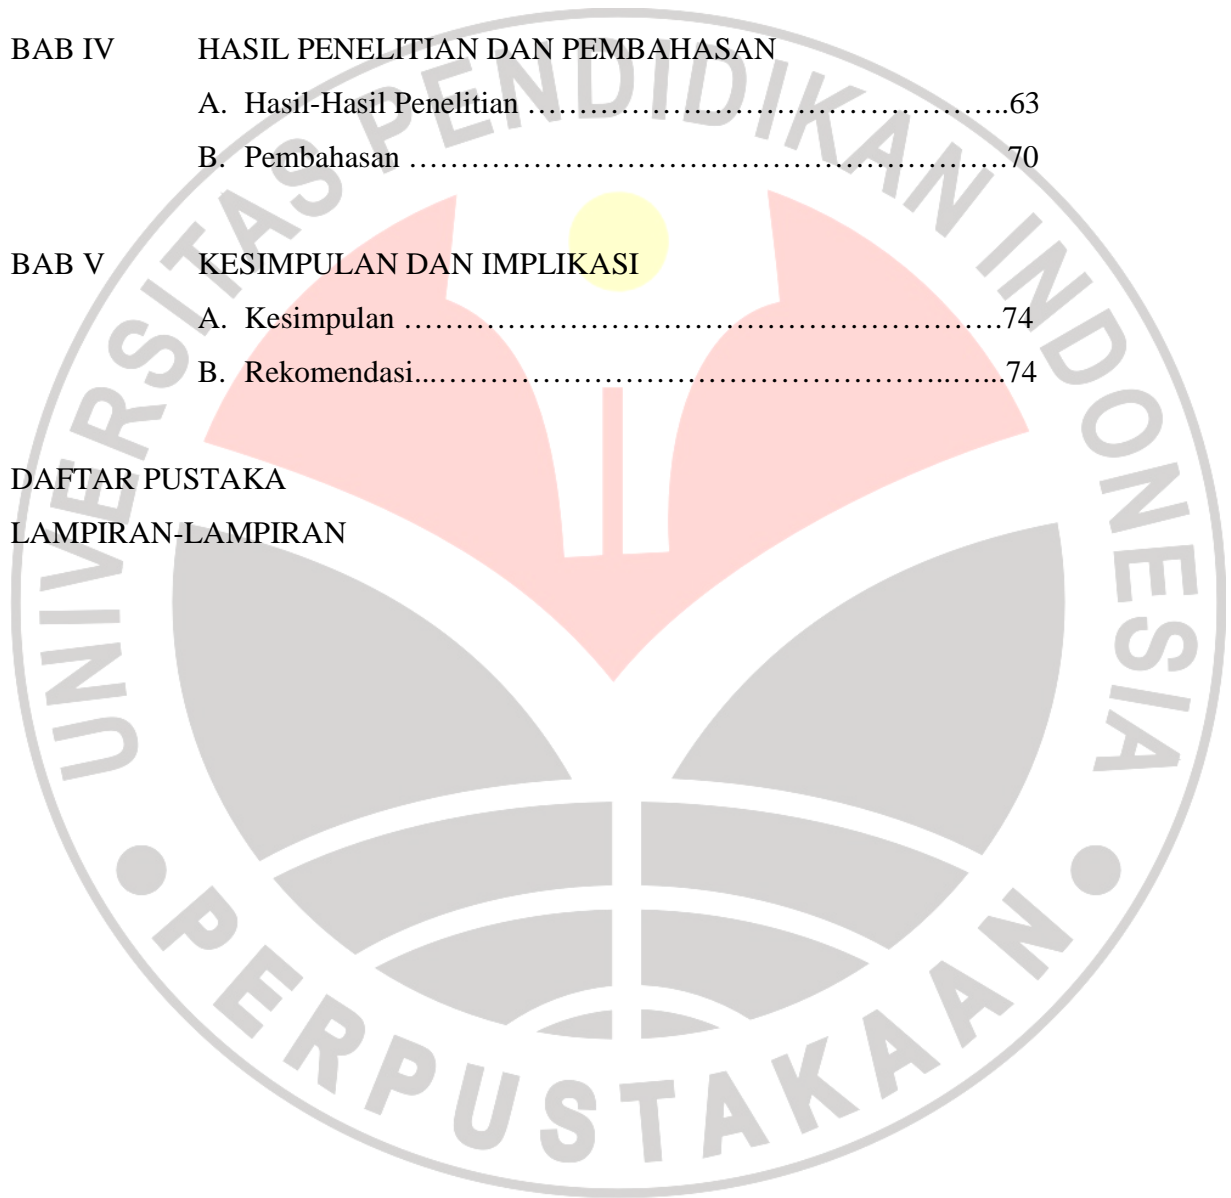 BAB IV HASIL PENELITIAN DAN PEMBAHASAN
A. Hasil-Hasil Penelitian ………………………………………..63
B. Pembahasan ………………………………………………….70
BAB V KESIMPULAN DAN IMPLIKASI
A. Kesimpulan ………………………………………………….74
B. Rekomendasi...…………………………………………..…...74
DAFTAR PUSTAKA
LAMPIRAN-LAMPIRAN
UNIVERSITAS PENDIDIKAN INDONESIA
PERPUSTAKAAN